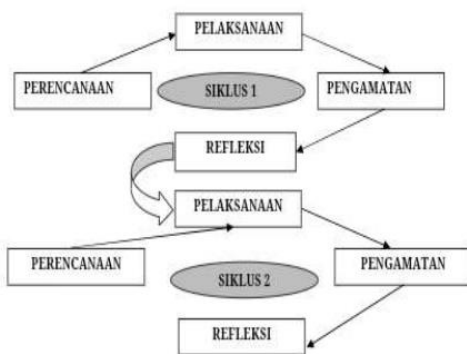 PELAKSANAAN
PERENCANAAN
SIKLUS 1
PENGAMATAN
REFLEKSI
PELAKSANAAN
PERENCANAAN
PENGAMATAN
SIKLUS 2
REFLEKSI